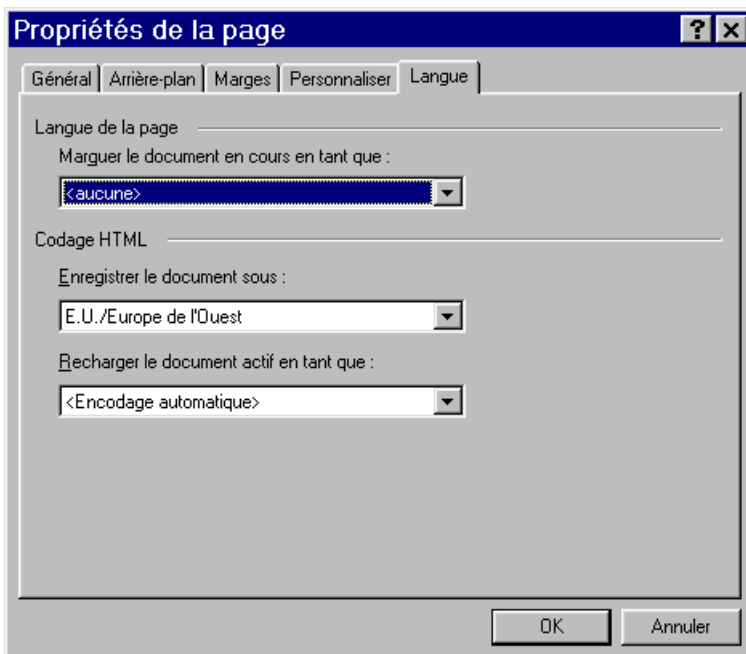 Propriétés de la page
Général Arrière-plan Marges Personnaliser Langue
Langue de la page
Marguer le document en cours en tant que :
<aucune>
Codage HTML
Enregistrer le document sous :
E.U./Europe de l'Ouest
Recharger le document actif en tant que :
<Encodage automatique>
OK Annuler